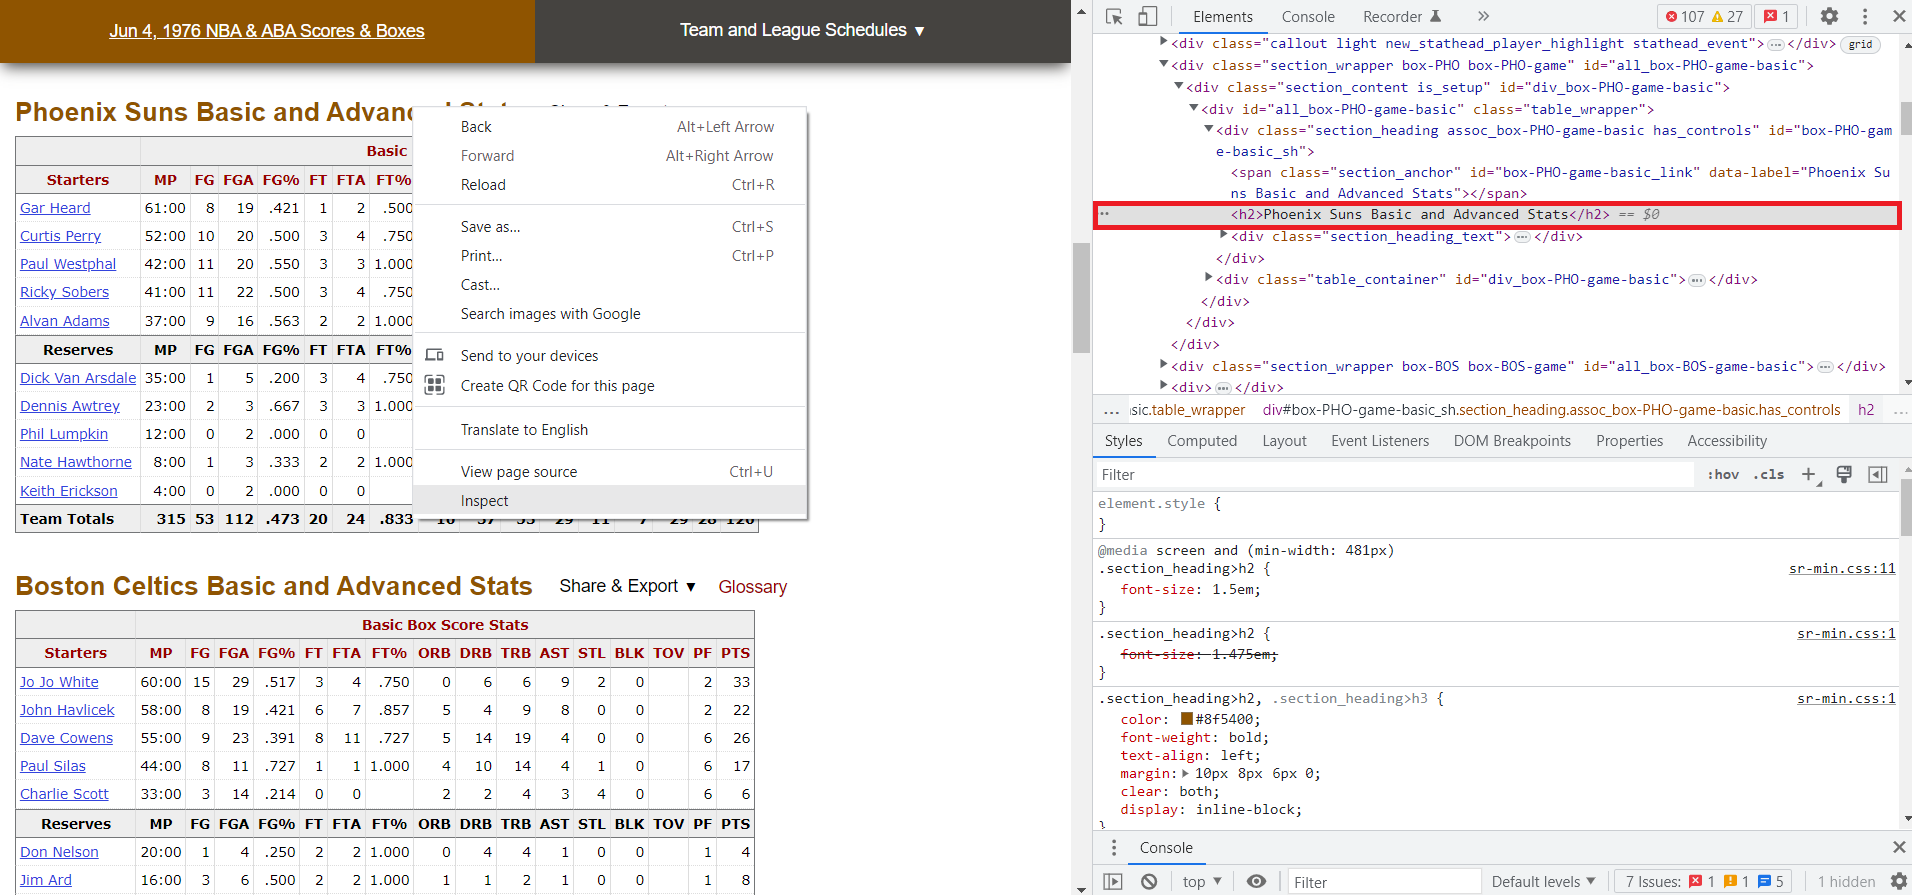 Jun 4, 1976 NBA & ABA Scores & Boxes
Team and League Schedules ▼
Phoenix Suns Basic and Advanc
Basic
Starters MP FG FGA FG% FT FTA FT%
Gar Heard 61:00 8 19 .421 1 2 .500
Curtis Perry 52:00 10 20 .500 3 4 .750
Paul Westphal 42:00 11 20 .550 3 3 1.000
Ricky Sobers 41:00 11 22 .500 3 4 .750
Alvan Adams 37:00 9 16 .563 2 2 1.000
Reserves MP FG FGA FG% FT FTA FT%
Dick Van Arsdale 35:00 1 5 .200 3 4 .750
Dennis Awtrey 23:00 2 3 .667 3 3 1.000
Phil Lumpkin 12:00 0 2 .000 0 0
Nate Hawthorne 8:00 1 3 .333 2 2 1.000
Keith Erickson 4:00 0 2 .000 0 0
Team Totals 315 53 112 .473 20 24 .833
Back Alt+Left Arrow
Forward Alt+Right Arrow
Reload Ctrl+R
Save as... Ctrl+S
Print... Ctrl+P
Cast...
Search images with Google
Send to your devices
Create QR Code for this page
Translate to English
View page source Ctrl+U
Inspect
Boston Celtics Basic and Advanced Stats Share & Export ▼ Glossary
Basic Box Score Stats
Starters MP FG FGA FG% FT FTA FT% ORB DRB TRB AST STL BLK TOV PF PTS
Jo Jo White 60:00 15 29 .517 3 4 .750 0 6 6 9 2 0 2 33
John Havlicek 58:00 8 19 .421 6 7 .857 5 4 9 8 0 0 2 22
Dave Cowens 55:00 9 23 .391 8 11 .727 5 14 19 4 0 0 6 26
Paul Silas 44:00 8 11 .727 1 1 1.000 4 10 14 4 1 0 6 17
Charlie Scott 33:00 3 14 .214 0 0 2 2 4 3 4 0 6 6
Reserves MP FG FGA FG% FT FTA FT% ORB DRB TRB AST STL BLK TOV PF PTS
Don Nelson 20:00 1 4 .250 2 2 1.000 0 4 4 1 0 0 1 4
Jim Ard 16:00 3 6 .500 2 2 1.000 1 1 2 1 0 0 1 8
Elements Console Recorder 107 27 1
<div class="callout light new_stathead_player_highlight stathead_event">…</div> grid
<div class="section_wrapper box-PHO box-PHO-game" id="all_box-PHO-game-basic">
<div class="section_content is_setup" id="div_box-PHO-game-basic">
<div id="all_box-PHO-game-basic" class="table_wrapper">
<div class="section_heading assoc_box-PHO-game-basic has_controls" id="box-PHO-gam
e-basic_sh">
<span class="section_anchor" id="box-PHO-game-basic_link" data-label="Phoenix Su
ns Basic and Advanced Stats"></span>
<h2>Phoenix Suns Basic and Advanced Stats</h2> == $0
<div class="section_heading_text">…</div>
</div>
<div class="table_container" id="div_box-PHO-game-basic">…</div>
</div>
</div>
</div>
<div class="section_wrapper box-BOS box-BOS-game" id="all_box-BOS-game-basic">…</div>
<div>…</div>
... sic.table_wrapper div#box-PHO-game-basic_sh.section_heading.assoc_box-PHO-game-basic.has_controls h2 ...
Styles Computed Layout Event Listeners DOM Breakpoints Properties Accessibility
Filter :hov .cls +
element.style {
}
@media screen and (min-width: 481px)
.section_heading>h2 { sr-min.css:11
font-size: 1.5em;
}
.section_heading>h2 { sr-min.css:1
font-size: 1.475em;
}
.section_heading>h2, .section_heading>h3 { sr-min.css:1
color: #8f5400;
font-weight: bold;
text-align: left;
margin: 10px 8px 6px 0;
clear: both;
display: inline-block;
Console
top ▼ Filter Default levels ▼ 7 Issues: 1 1 5 1 hidden